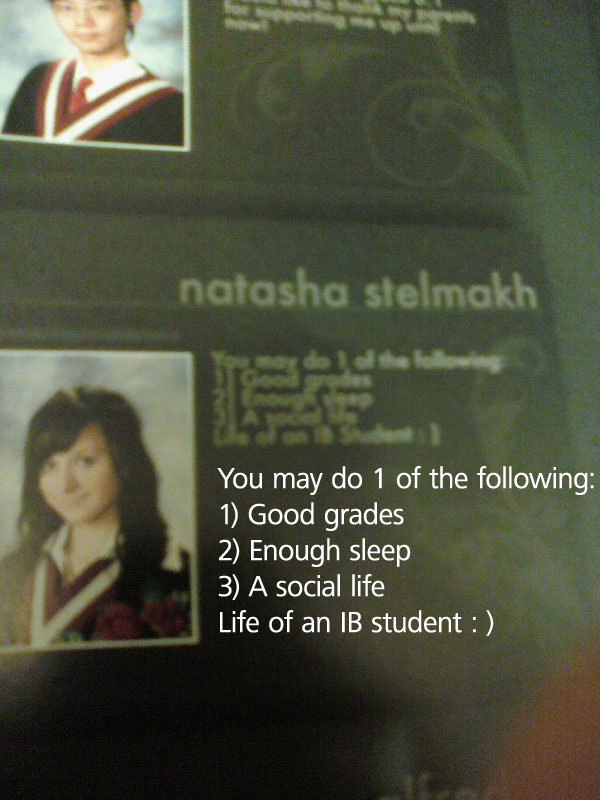 for supporting me up until
now!
natasha stelmakh
You may do 1 of the following:
1) Good grades
2) Enough sleep
3) A social life
Life of an IB Student : )
You may do 1 of the following:
1) Good grades
2) Enough sleep
3) A social life
Life of an IB student : )